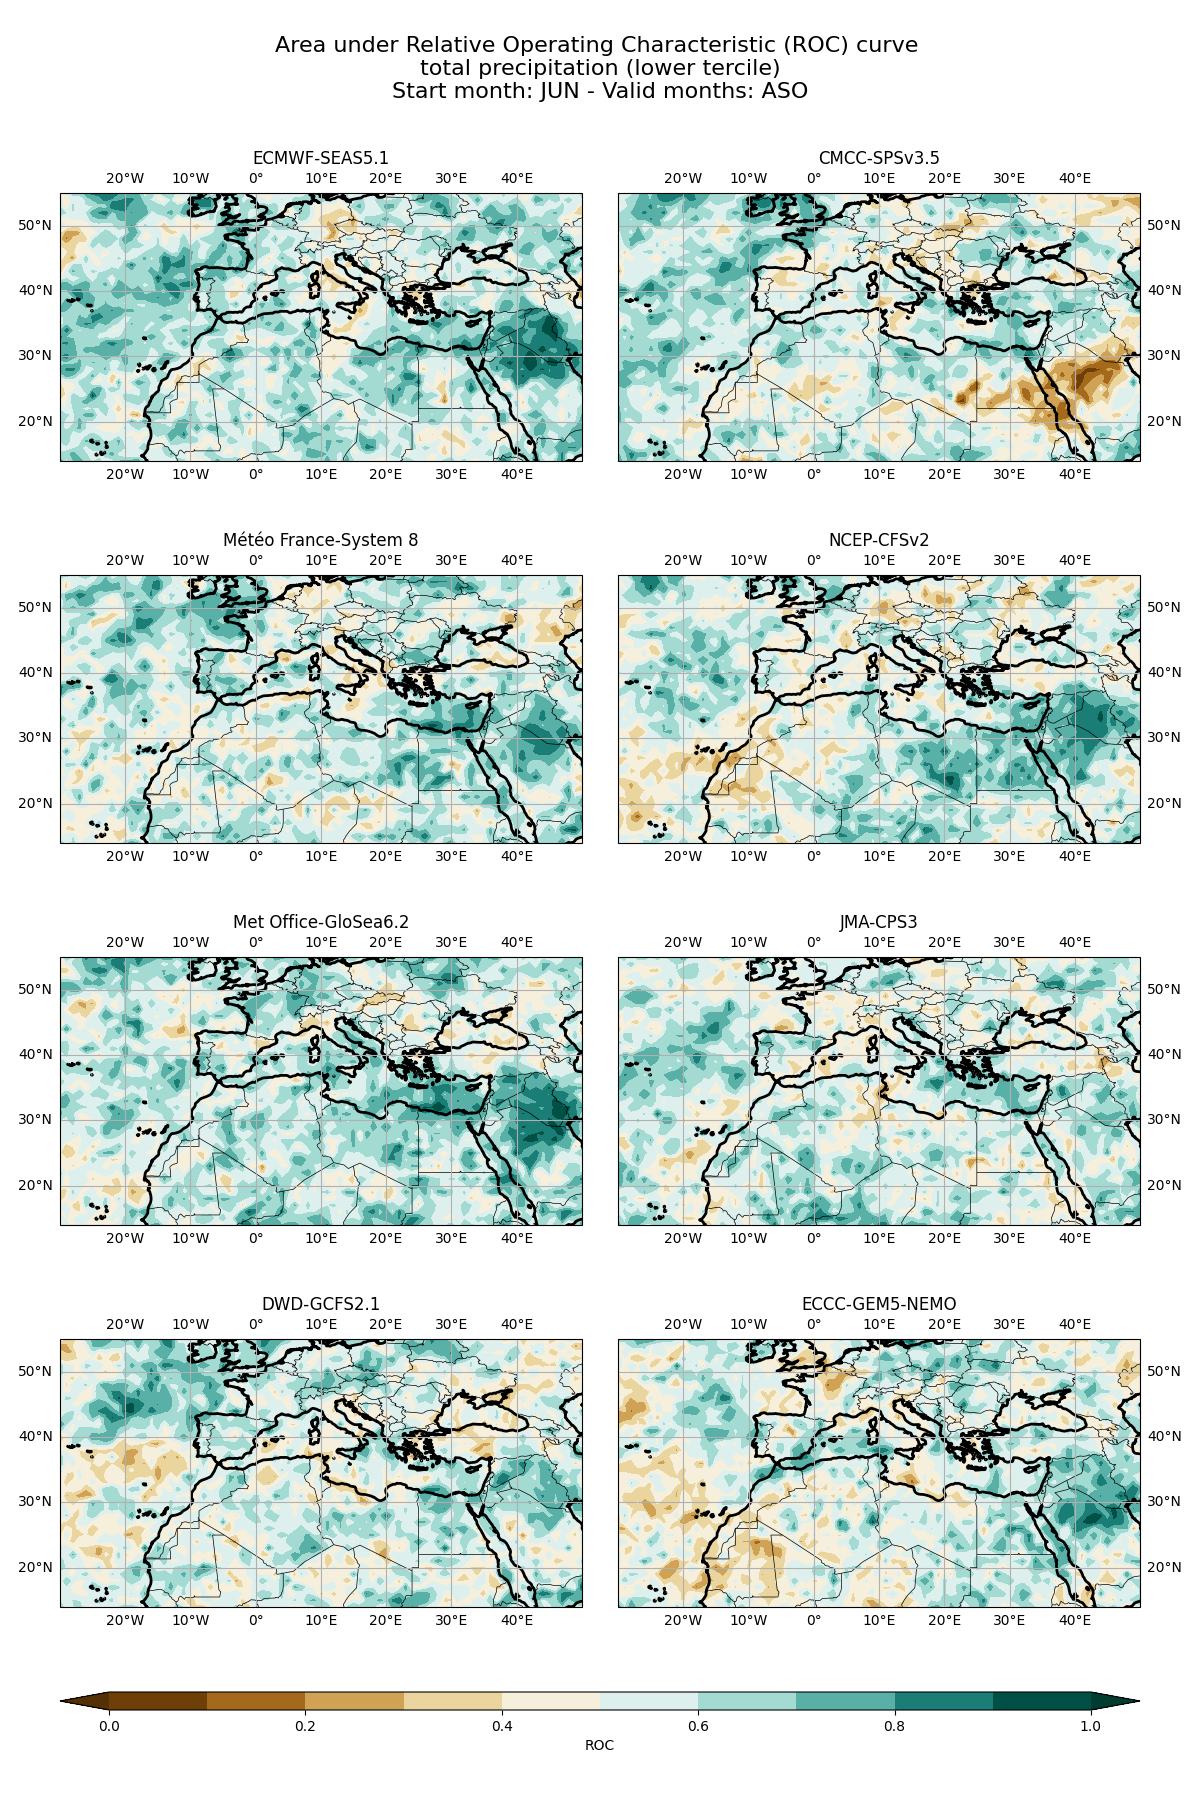 Area under Relative Operating Characteristic (ROC) curve
total precipitation (lower tercile)
Start month: JUN - Valid months: ASO
ECMWF-SEAS5.1
20°W 10°W 0° 10°E 20°E 30°E 40°E
50°N
40°N
30°N
20°N
20°W 10°W 0° 10°E 20°E 30°E 40°E
CMCC-SPSv3.5
20°W 10°W 0° 10°E 20°E 30°E 40°E
50°N
40°N
30°N
20°N
20°W 10°W 0° 10°E 20°E 30°E 40°E
Météo France-System 8
20°W 10°W 0° 10°E 20°E 30°E 40°E
50°N
40°N
30°N
20°N
20°W 10°W 0° 10°E 20°E 30°E 40°E
NCEP-CFSv2
20°W 10°W 0° 10°E 20°E 30°E 40°E
50°N
40°N
30°N
20°N
20°W 10°W 0° 10°E 20°E 30°E 40°E
Met Office-GloSea6.2
20°W 10°W 0° 10°E 20°E 30°E 40°E
50°N
40°N
30°N
20°N
20°W 10°W 0° 10°E 20°E 30°E 40°E
JMA-CPS3
20°W 10°W 0° 10°E 20°E 30°E 40°E
50°N
40°N
30°N
20°N
20°W 10°W 0° 10°E 20°E 30°E 40°E
DWD-GCFS2.1
20°W 10°W 0° 10°E 20°E 30°E 40°E
50°N
40°N
30°N
20°N
20°W 10°W 0° 10°E 20°E 30°E 40°E
ECCC-GEM5-NEMO
20°W 10°W 0° 10°E 20°E 30°E 40°E
50°N
40°N
30°N
20°N
20°W 10°W 0° 10°E 20°E 30°E 40°E
0.0 0.2 0.4 0.6 0.8 1.0
ROC